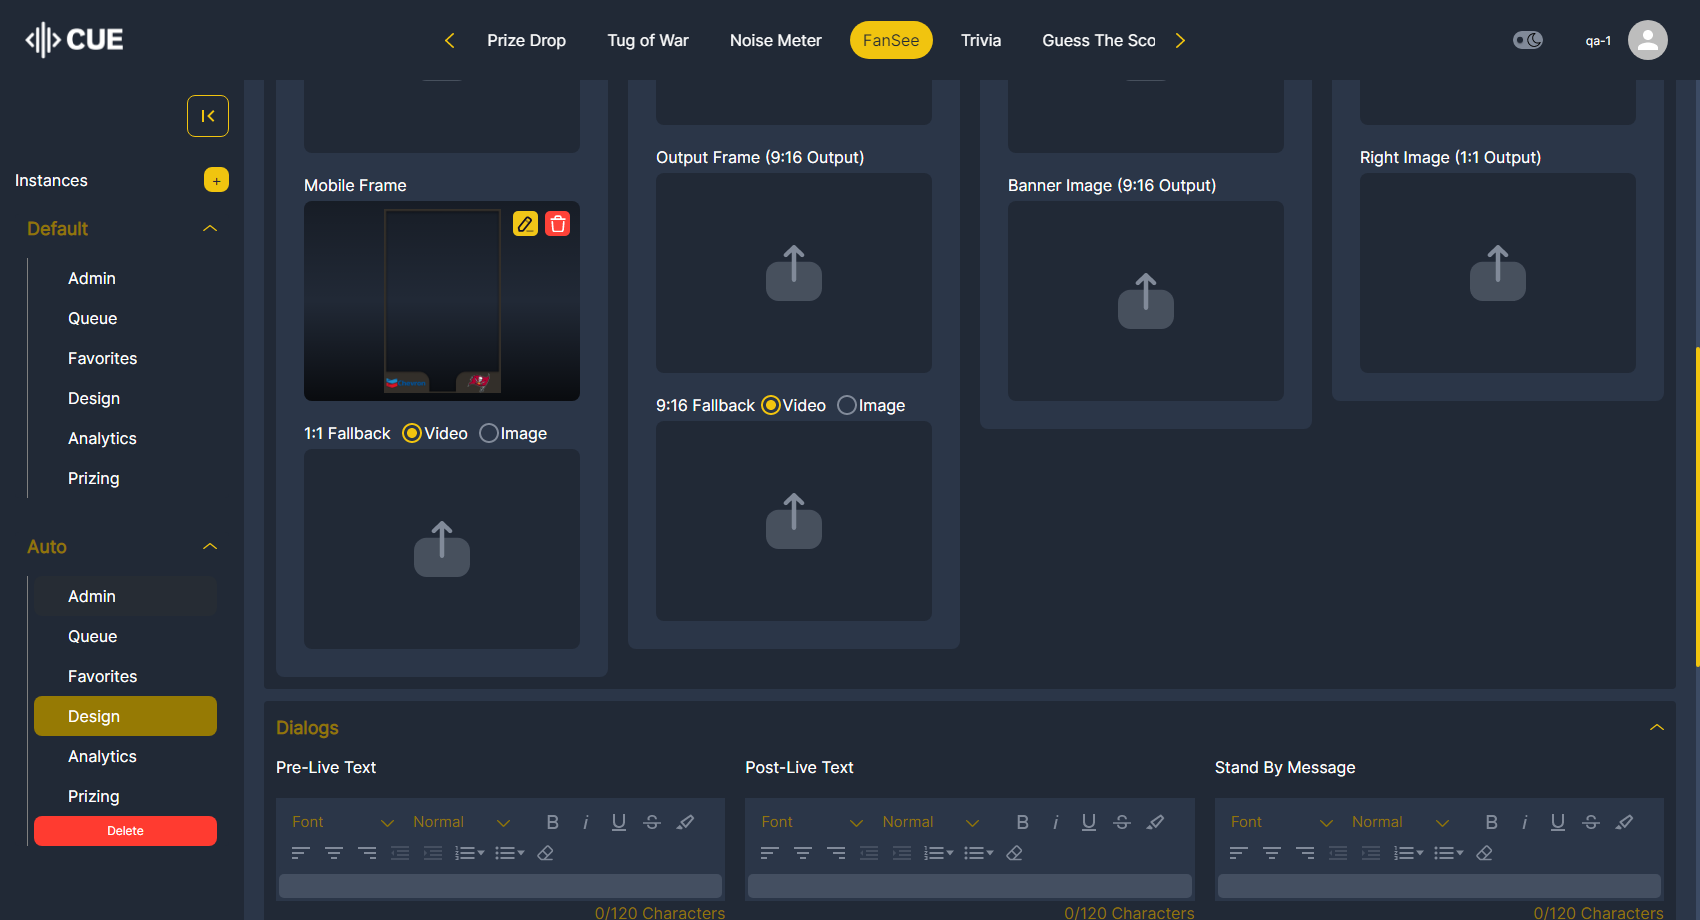 CUE
Prize Drop
Tug of War
Noise Meter
FanSee
Trivia
Guess The Sco
qa-1
Instances
+
Default
Admin
Queue
Favorites
Design
Analytics
Prizing
Auto
Admin
Queue
Favorites
Design
Analytics
Prizing
Delete
Mobile Frame
1:1 Fallback Video Image
Output Frame (9:16 Output)
9:16 Fallback Video Image
Banner Image (9:16 Output)
Right Image (1:1 Output)
Dialogs
Pre-Live Text
Font Normal B i U S
0/120 Characters
Post-Live Text
Font Normal B i U S
0/120 Characters
Stand By Message
Font Normal B i U S
0/120 Characters